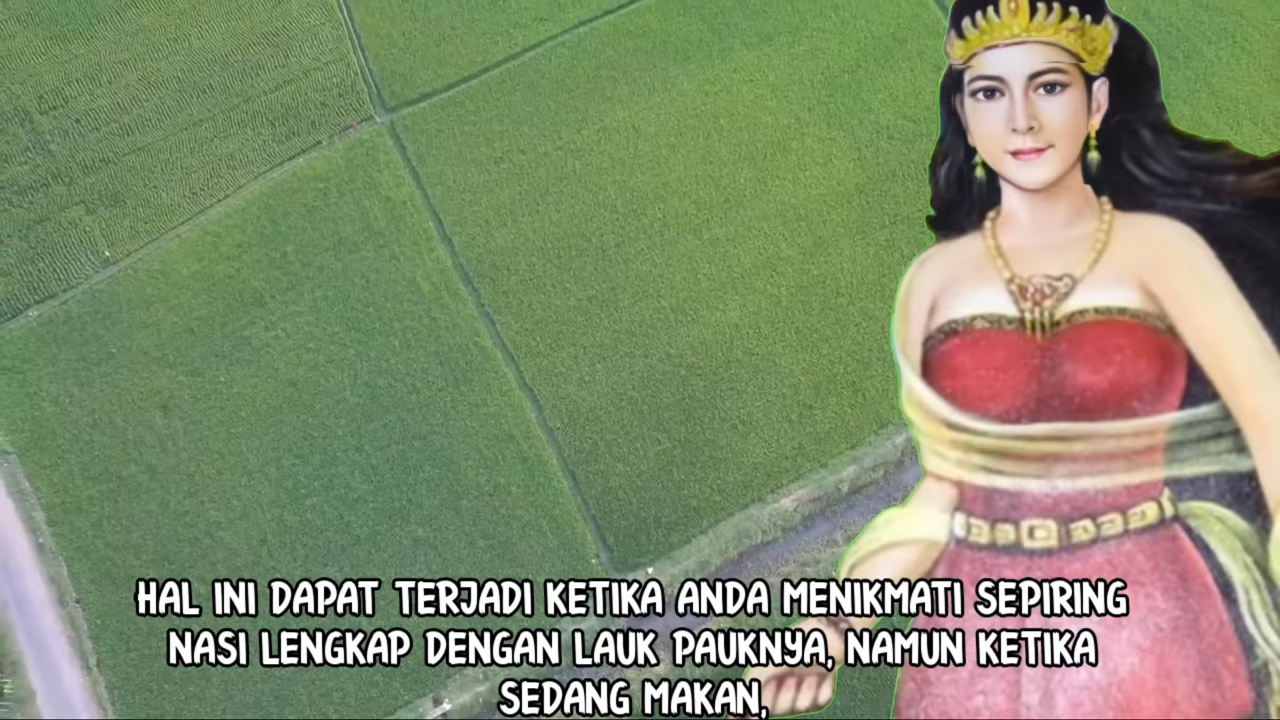 HAL INI DAPAT TERJADI KETIKA ANDA MENIKMATI SEPIRING
NASI LENGKAP DENGAN LAUK PAUKNYA, NAMUN KETIKA
SEDANG MAKAN,